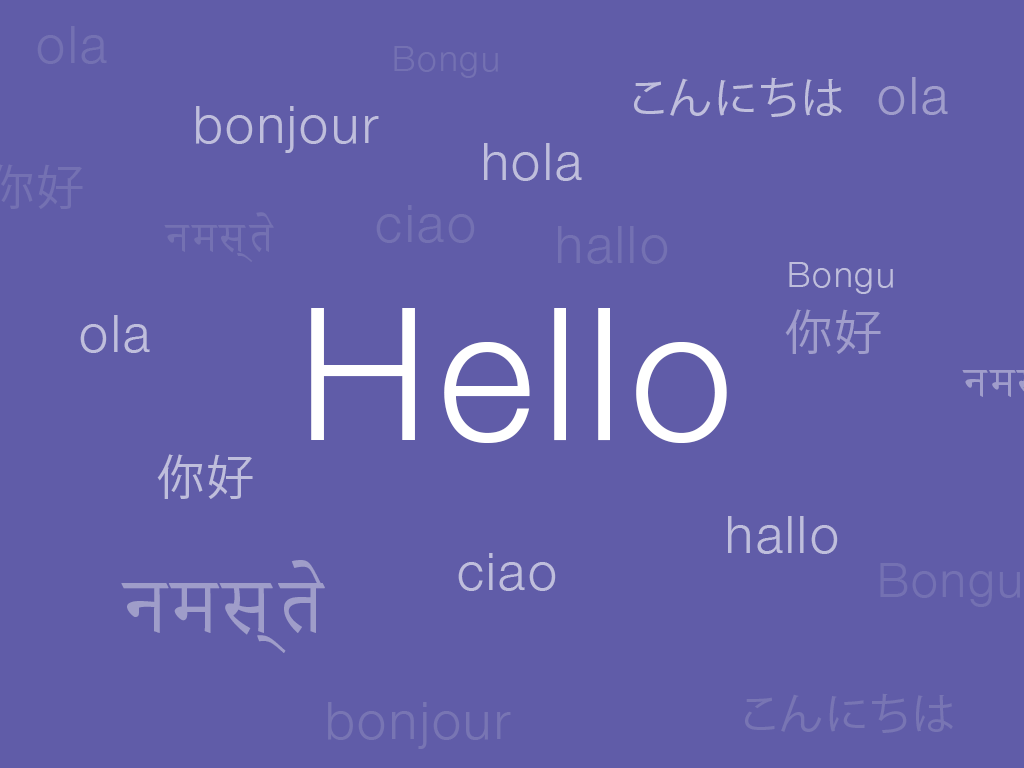 ola
Bongu
こんにちは
ola
bonjour
hola
你好
नमस्ते
ciao
hallo
Bongu
ola
Hello
你好
नमस
你好
hallo
ciao
Bongu
नमस्ते
bonjour
こんにちは